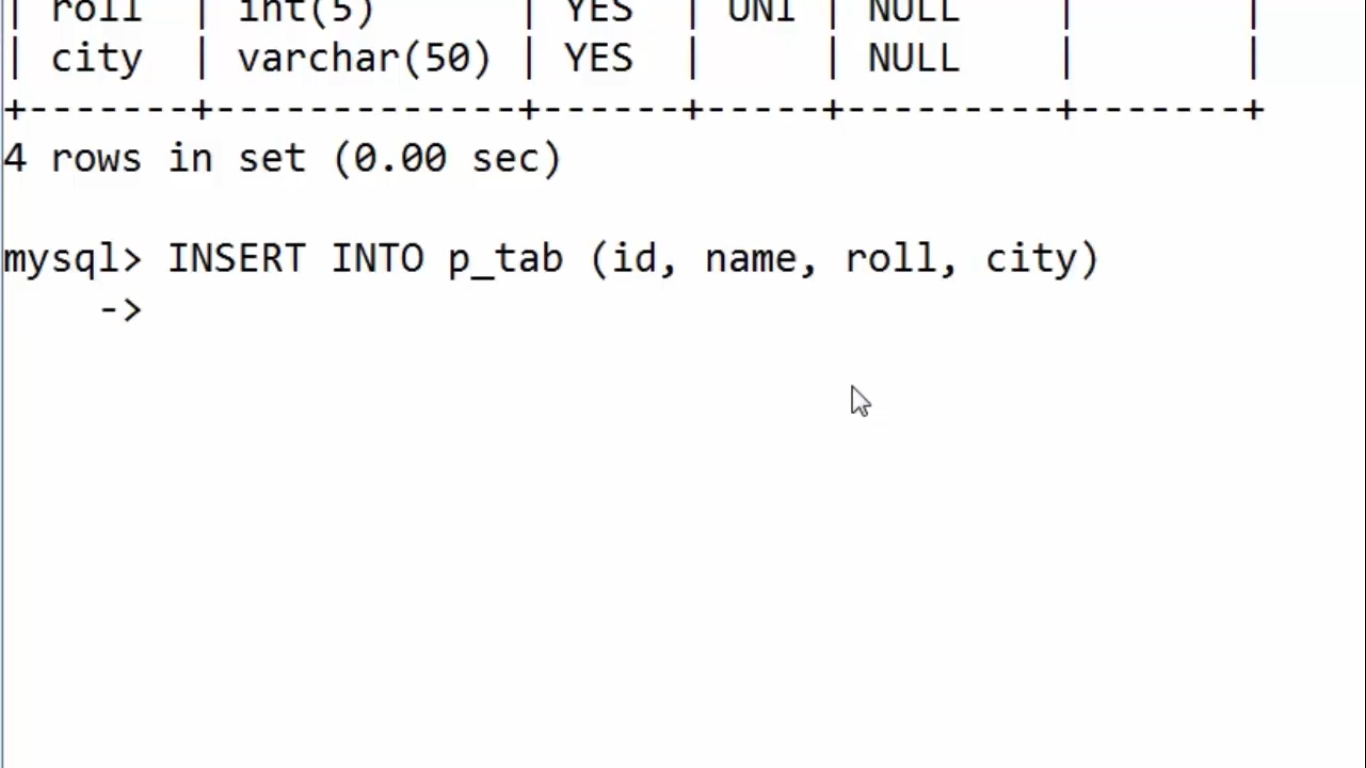 | roll  | int(5)      | YES  | UNI | NULL    |       |
| city  | varchar(50) | YES  |     | NULL    |       |
+-------+-------------+------+-----+---------+-------+
4 rows in set (0.00 sec)
mysql> INSERT INTO p_tab (id, name, roll, city)
    ->